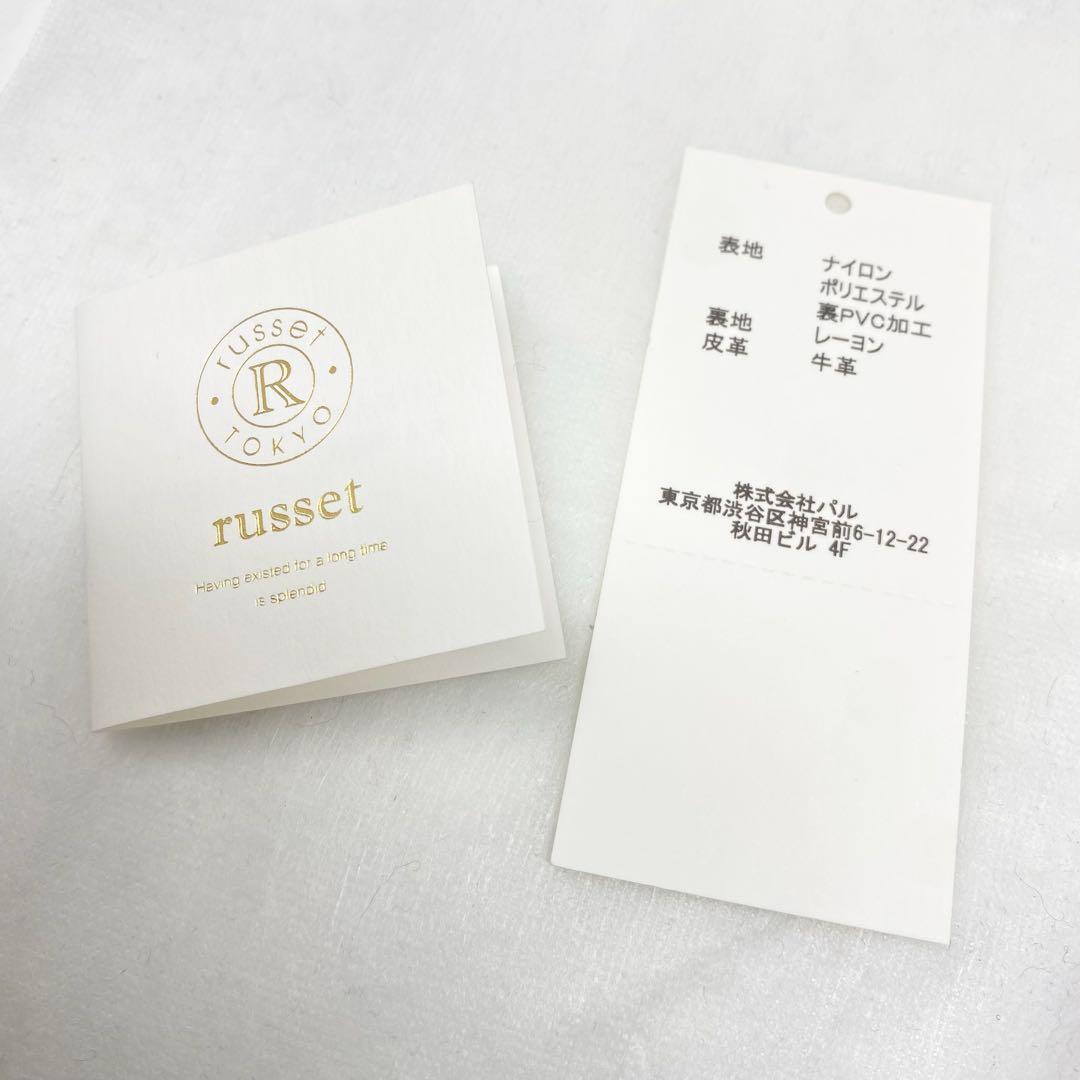 russet
R
TOKYO
russet
Having existed for a long time
is splendid
表地 ナイロン
ポリエステル
裏PVC加工
裏地 レーヨン
皮革 牛革
株式会社パル
東京都渋谷区神宮前6-12-22
秋田ビル 4F